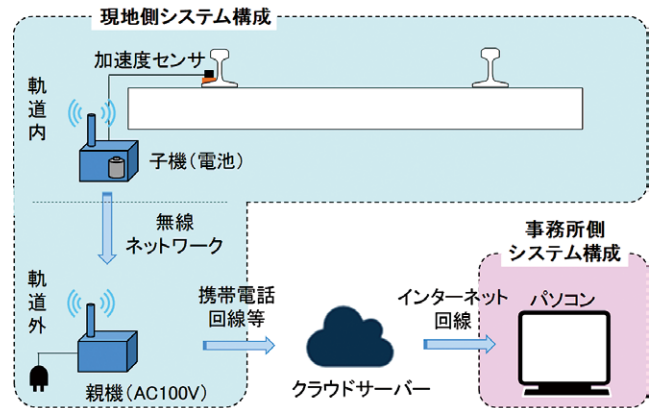 現地側システム構成
加速度センサ
軌道内
子機(電池)
無線
ネットワーク
軌道外
親機(AC100V)
携帯電話
回線等
クラウドサーバー
インターネット
回線
事務所側
システム構成
パソコン